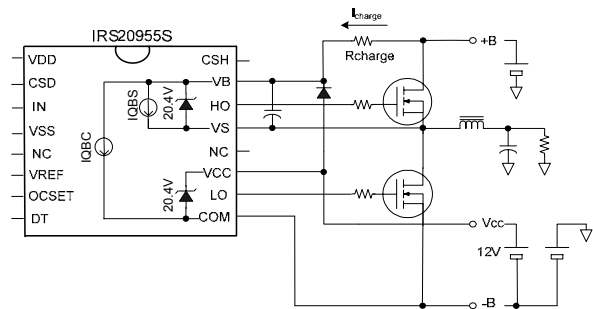 IRS20955S
VDD
CSD
IN
VSS
NC
VREF
OCSET
DT
CSH
VB
HO
VS
NC
VCC
LO
COM
IQBS
20.4V
IQBC
20.4V
Icharge
Rcharge
+B
Vcc
12V
-B